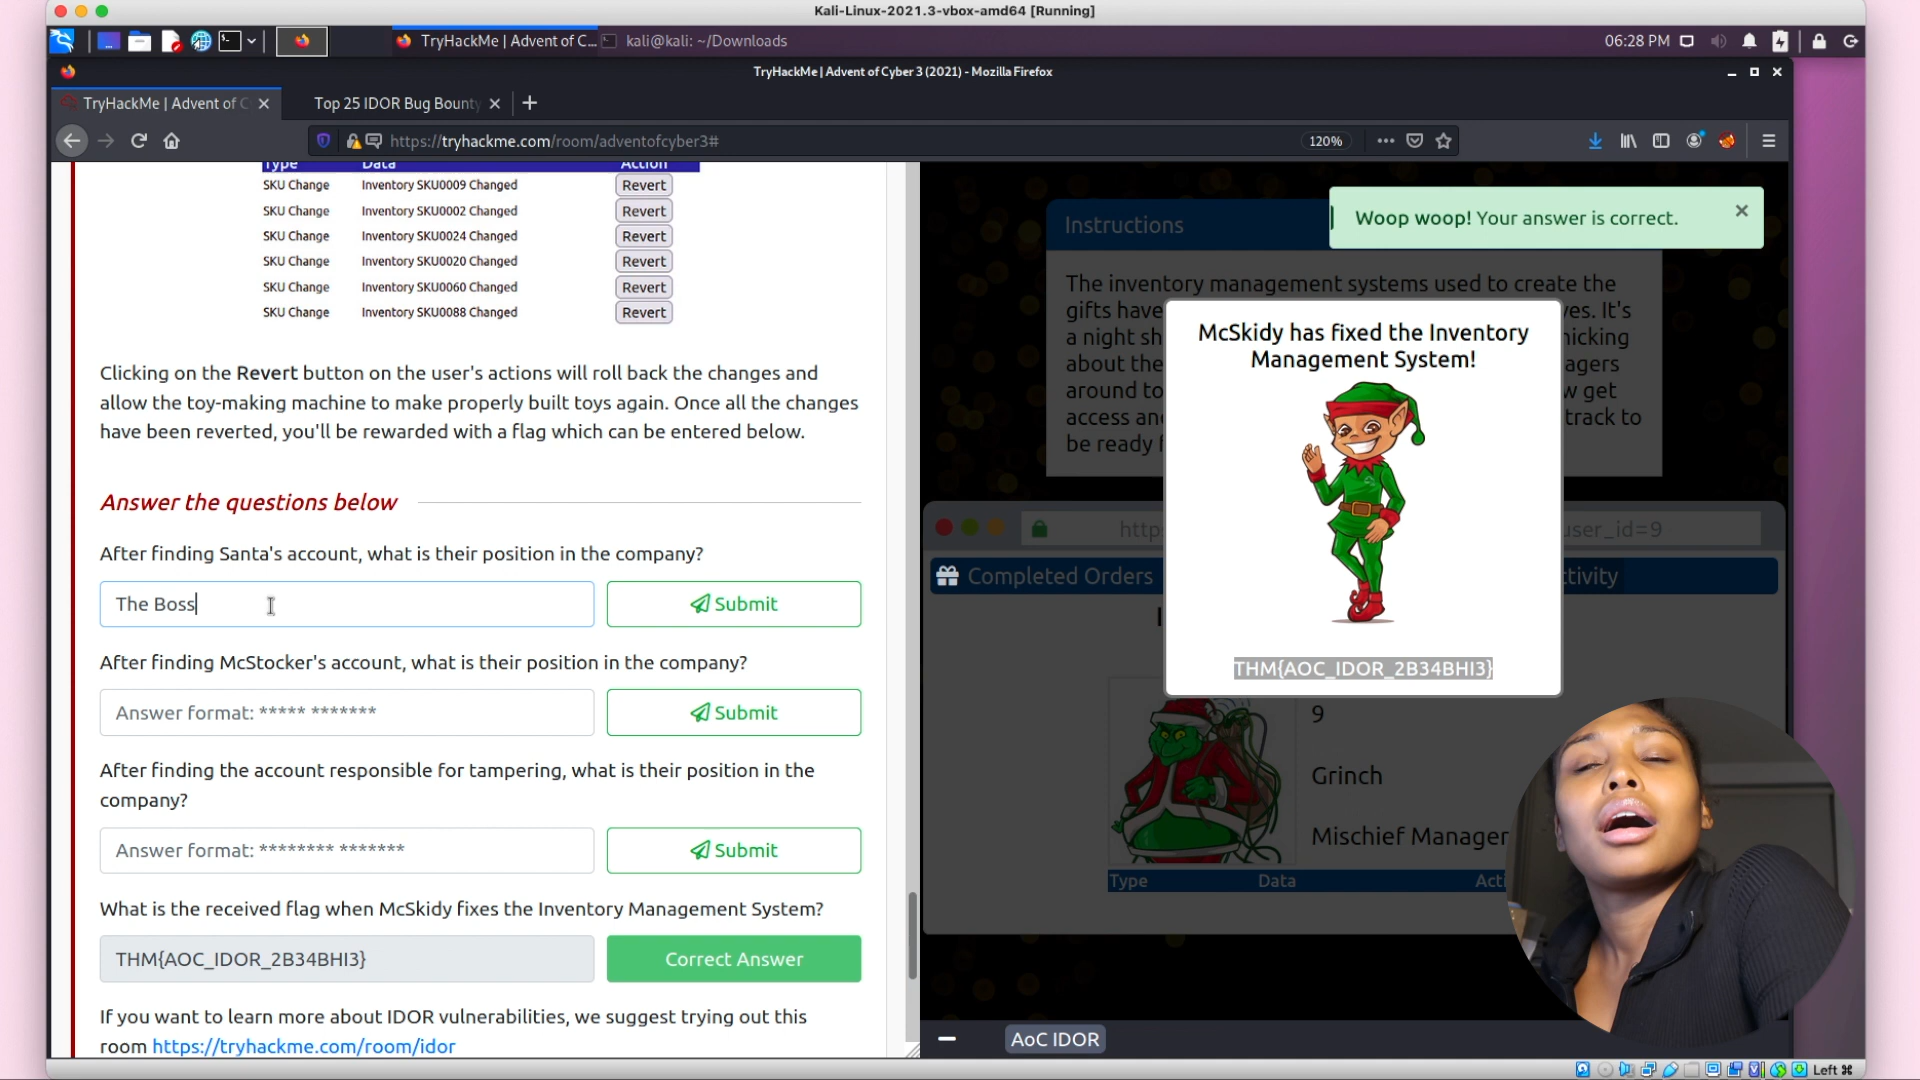 Kali-Linux-2021.3-vbox-amd64 [Running]
TryHackMe | Advent of C...
kali@kali: ~/Downloads
06:28 PM
TryHackMe | Advent of Cyber 3 (2021) - Mozilla Firefox
TryHackMe | Advent of C
Top 25 IDOR Bug Bounty
https://tryhackme.com/room/adventofcyber3#
120%
Type Data Action
SKU Change Inventory SKU0009 Changed Revert
SKU Change Inventory SKU0002 Changed Revert
SKU Change Inventory SKU0024 Changed Revert
SKU Change Inventory SKU0020 Changed Revert
SKU Change Inventory SKU0060 Changed Revert
SKU Change Inventory SKU0088 Changed Revert
Clicking on the Revert button on the user's actions will roll back the changes and
allow the toy-making machine to make properly built toys again. Once all the changes
have been reverted, you'll be rewarded with a flag which can be entered below.
Answer the questions below
After finding Santa's account, what is their position in the company?
The Boss
Submit
After finding McStocker's account, what is their position in the company?
Answer format: ***** *******
Submit
After finding the account responsible for tampering, what is their position in the
company?
Answer format: ******** *******
Submit
What is the received flag when McSkidy fixes the Inventory Management System?
THM{AOC_IDOR_2B34BHI3}
Correct Answer
If you want to learn more about IDOR vulnerabilities, we suggest trying out this
room https://tryhackme.com/room/idor
Woop woop! Your answer is correct.
Instructions
The inventory management systems used to create the
gifts have
es. It's
a night sh
nicking
about the
agers
around to
w get
access an
track to
be ready
McSkidy has fixed the Inventory
Management System!
THM{AOC_IDOR_2B34BHI3}
http
user_id=9
Completed Orders
tivity
9
Grinch
Mischief Manager
Type Data Acti
AoC IDOR
Left ⌘